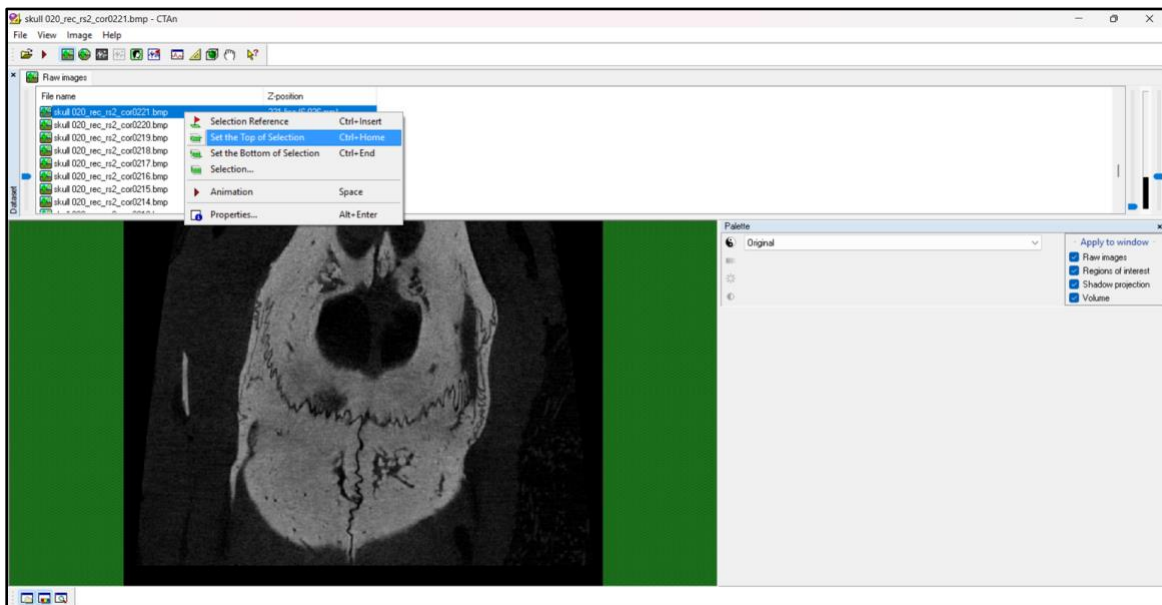 skull 020_rec_rs2_cor0221.bmp - CTAn
File View Image Help
Raw images
File name Z-position
skull 020_rec_rs2_cor0221.bmp
Selection Reference Ctrl+Insert
skull 020_rec_rs2_cor0220.bmp
Set the Top of Selection Ctrl+Home
skull 020_rec_rs2_cor0219.bmp
Set the Bottom of Selection Ctrl+End
skull 020_rec_rs2_cor0218.bmp
Selection...
skull 020_rec_rs2_cor0217.bmp
skull 020_rec_rs2_cor0216.bmp
Animation Space
skull 020_rec_rs2_cor0215.bmp
skull 020_rec_rs2_cor0214.bmp
Properties... Alt+Enter
Dataset
Palette
Original
Apply to window
Raw images
Regions of interest
Shadow projection
Volume